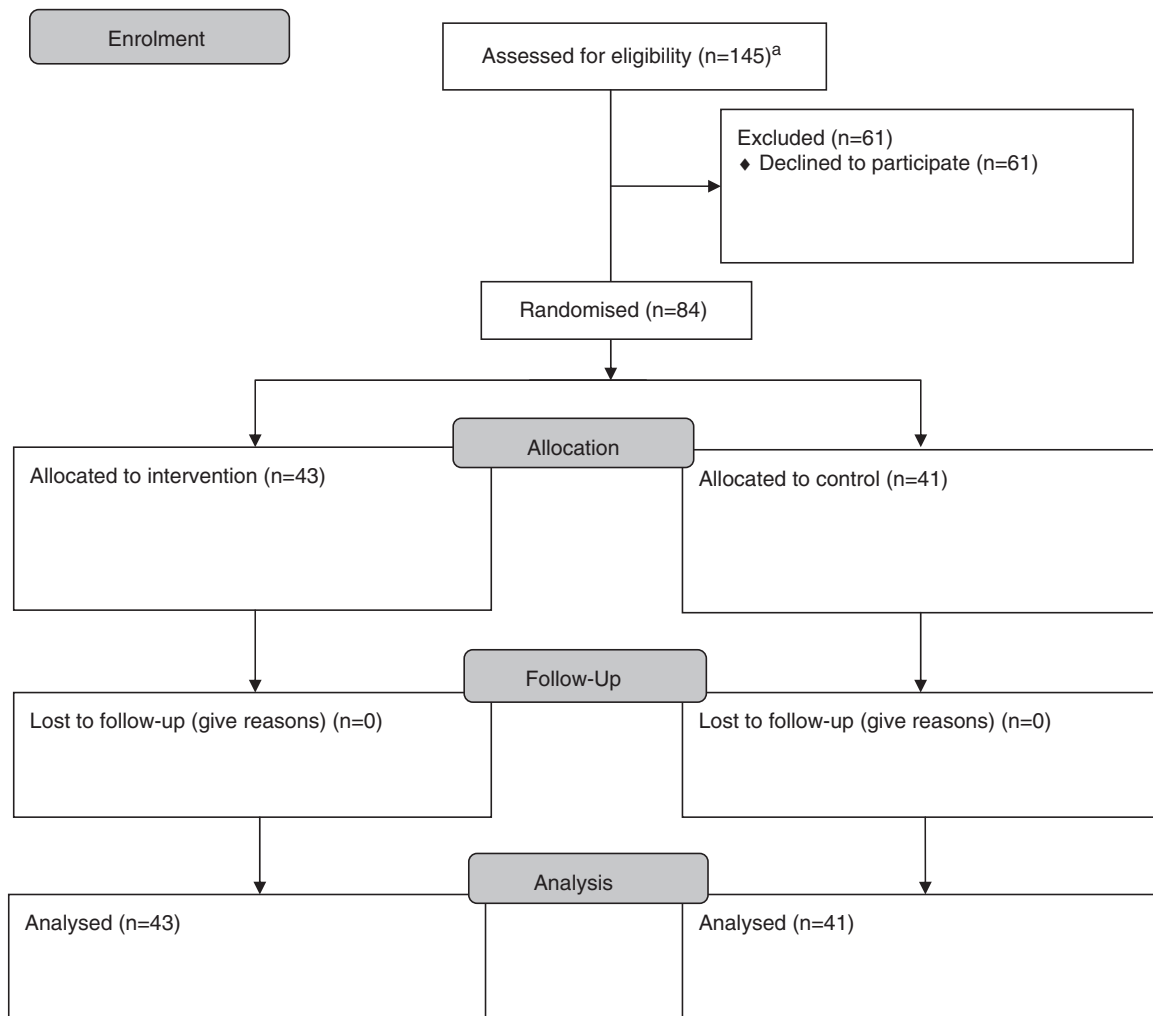 Enrolment
Assessed for eligibility (n=145)a
Excluded (n=61)
♦ Declined to participate (n=61)
Randomised (n=84)
Allocation
Allocated to intervention (n=43)
Allocated to control (n=41)
Follow-Up
Lost to follow-up (give reasons) (n=0)
Lost to follow-up (give reasons) (n=0)
Analysis
Analysed (n=43)
Analysed (n=41)